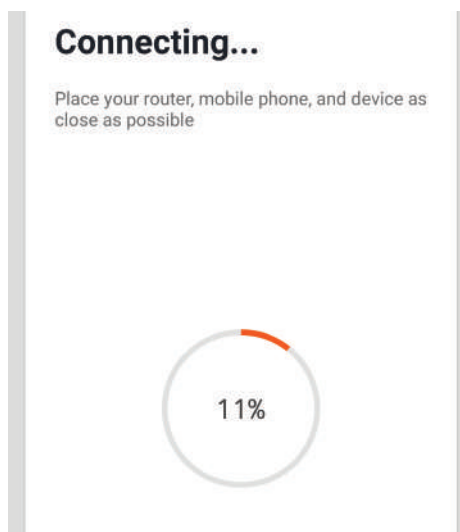 Connecting...
Place your router, mobile phone, and device as
close as possible
11%